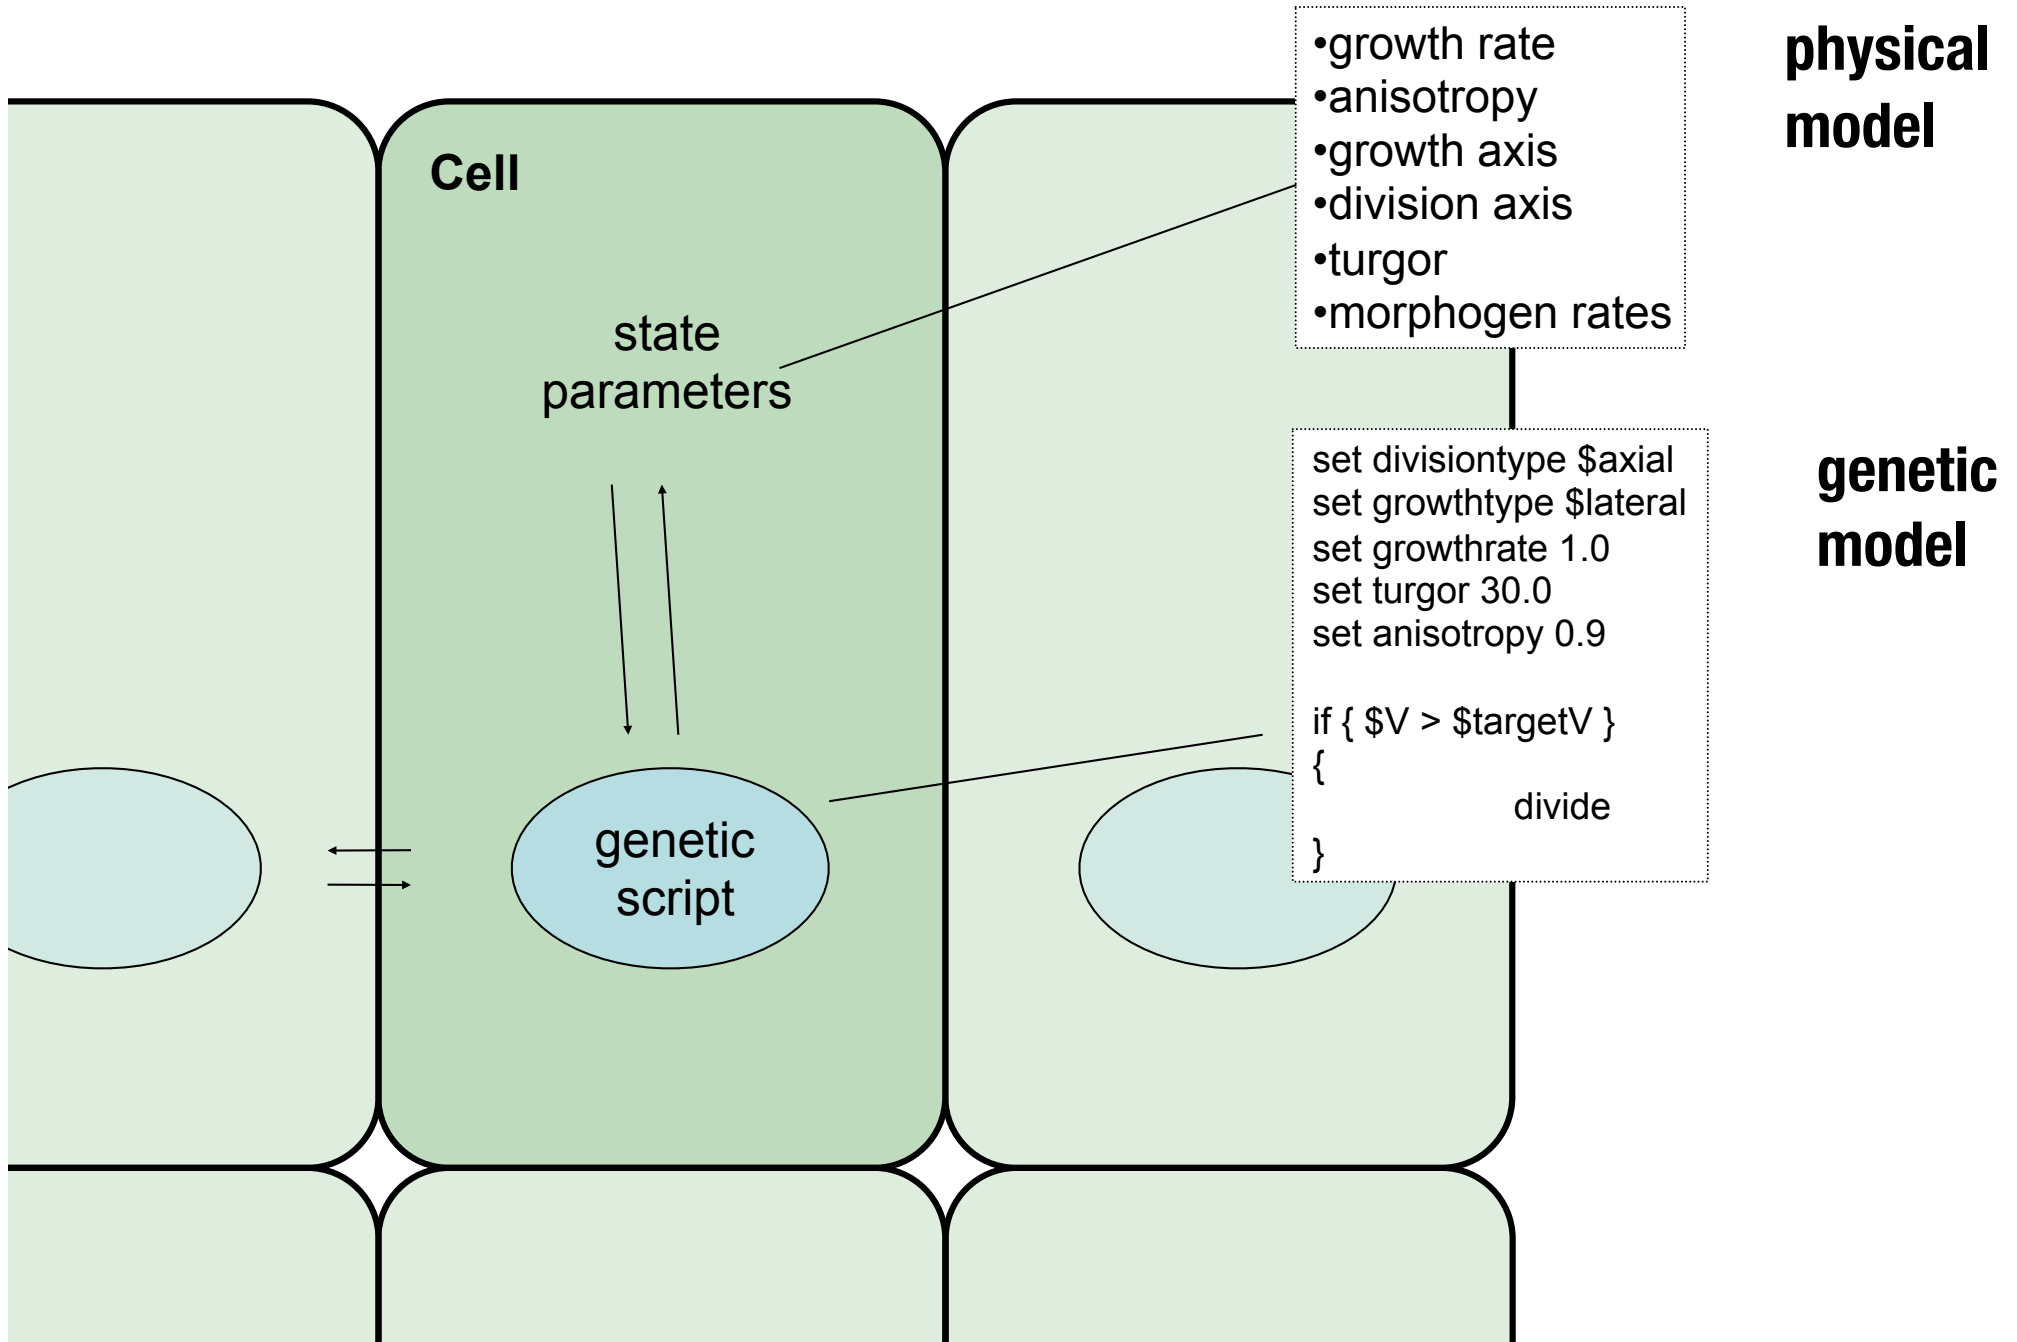 Cell
state
parameters
genetic
script
•growth rate
•anisotropy
•growth axis
•division axis
•turgor
•morphogen rates
physical
model
set divisiontype $axial
set growthtype $lateral
set growthrate 1.0
set turgor 30.0
set anisotropy 0.9
if { $V > $targetV }
{
divide
}
genetic
model